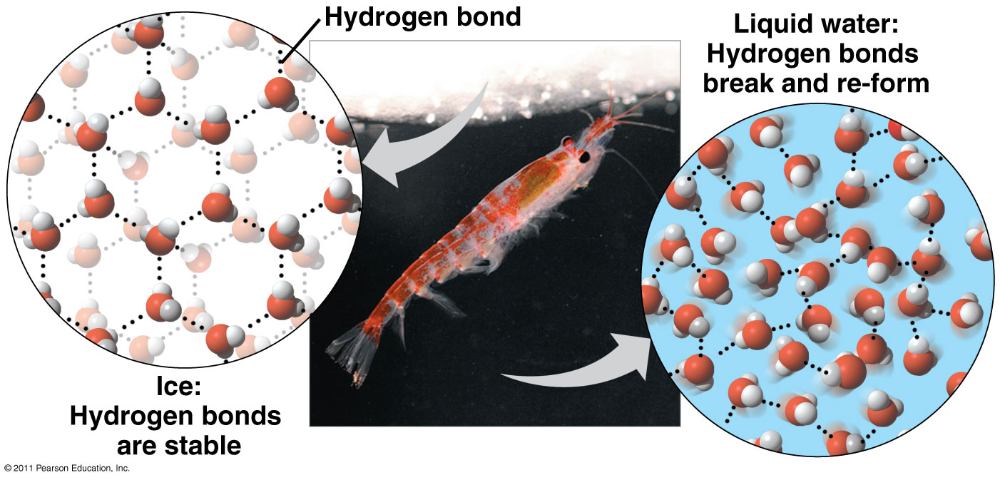 Hydrogen bond
Liquid water:
Hydrogen bonds
break and re-form
Ice:
Hydrogen bonds
are stable
© 2011 Pearson Education, Inc.